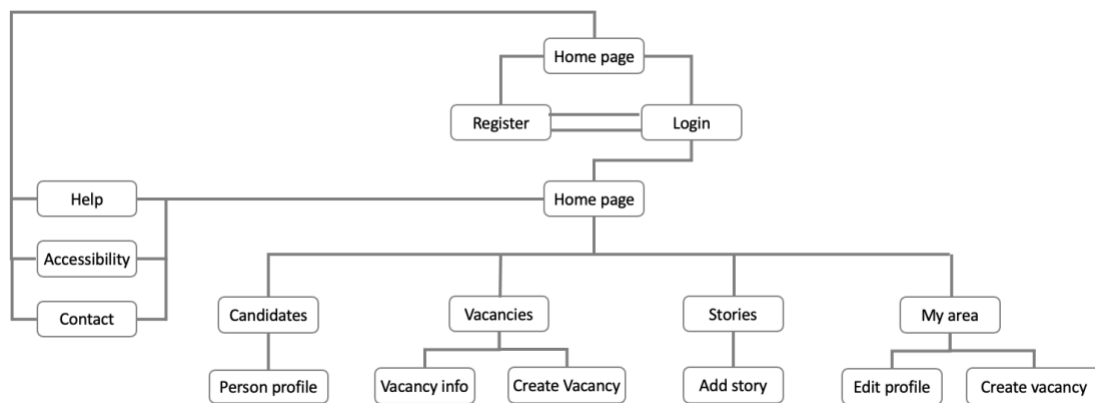 Home page
Register
Login
Help
Home page
Accessibility
Contact
Candidates
Vacancies
Stories
My area
Person profile
Vacancy info
Create Vacancy
Add story
Edit profile
Create vacancy